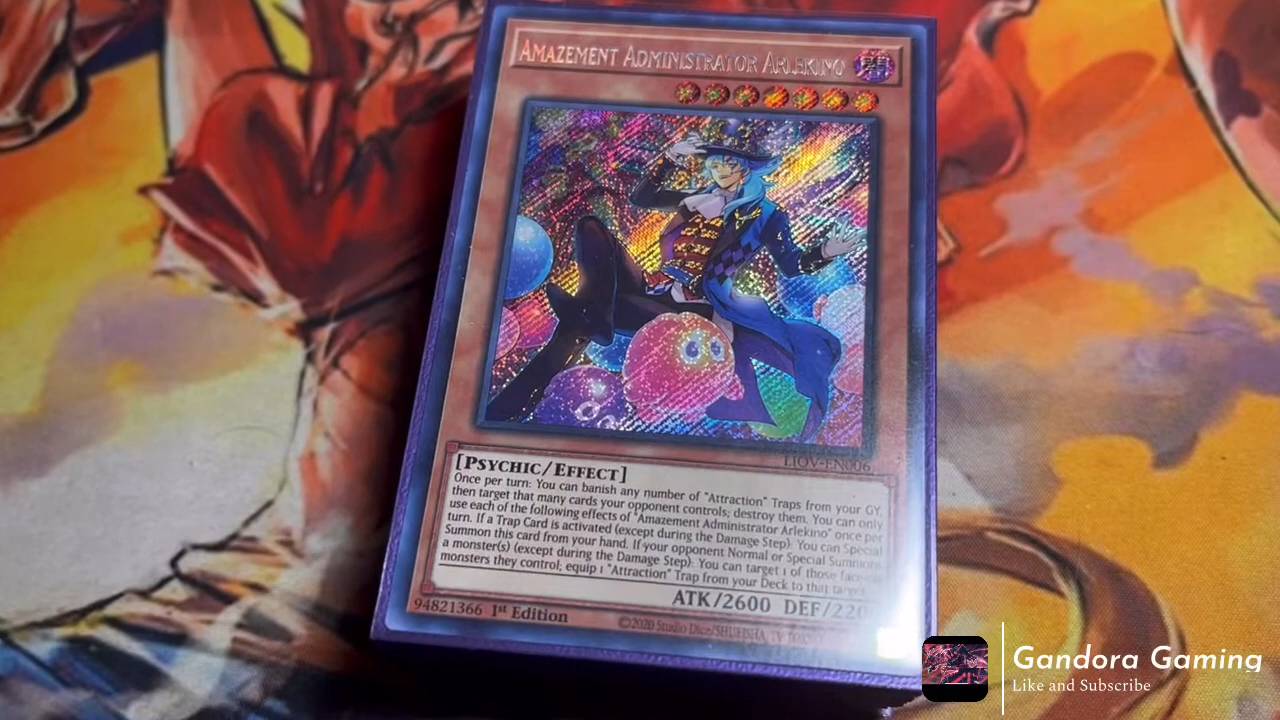 AMAZEMENT ADMINISTRATOR ARLEKINO
LIOV-EN006
[PSYCHIC/EFFECT]
Once per turn: You can banish any number of "Attraction" Traps from your GY,
then target that many cards your opponent controls; destroy them. You can only
use each of the following effects of "Amazement Administrator Arlekino" once per
turn. If a Trap Card is activated (except during the Damage Step): You can Special
Summon this card from your hand. If your opponent Normal or Special Summons
a monster(s) (except during the Damage Step): You can target 1 of those face-up
monsters they control; equip 1 "Attraction" Trap from your Deck to that target.
ATK/2600 DEF/220
94821366 1st Edition
©2020 Studio Dice/SHUEISHA, TV TOKYO
Gandora Gaming
Like and Subscribe